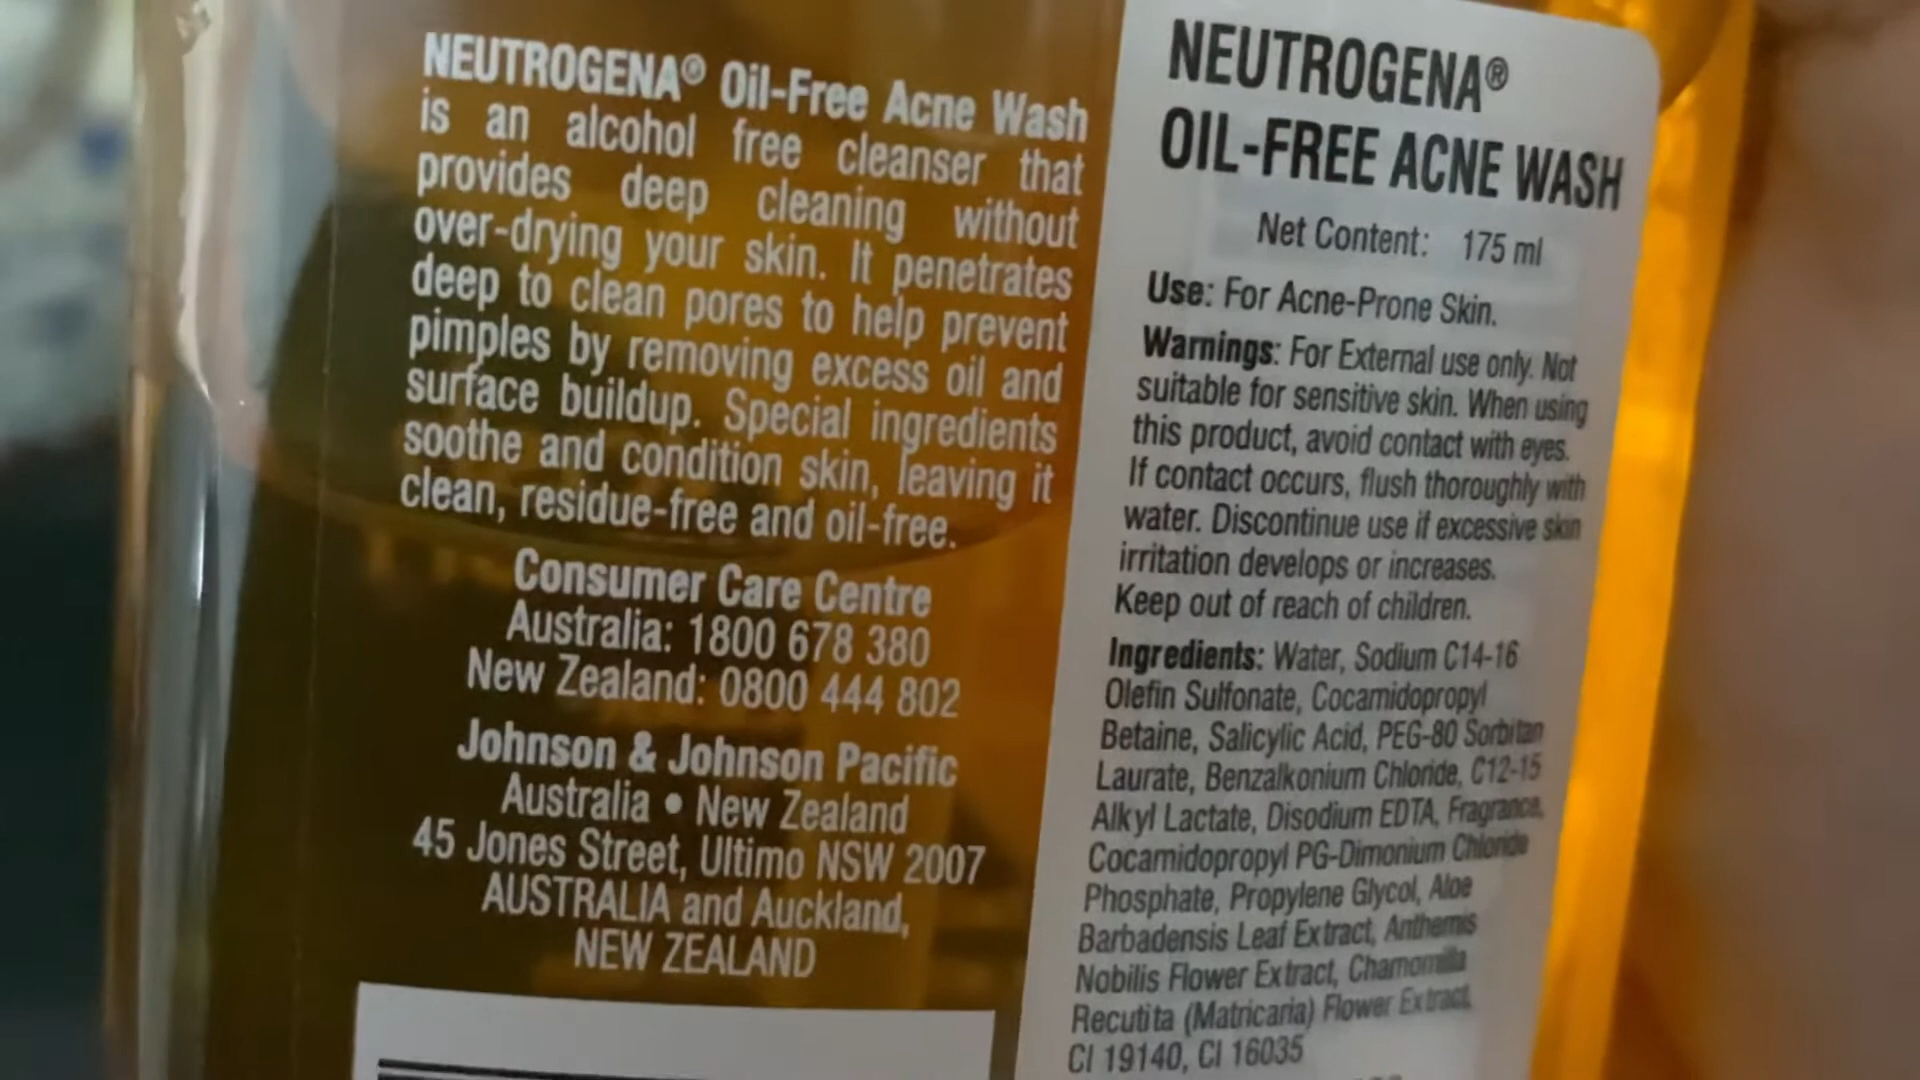 NEUTROGENA® Oil-Free Acne Wash
is an alcohol free cleanser that
provides deep cleaning without
over-drying your skin. It penetrates
deep to clean pores to help prevent
pimples by removing excess oil and
surface buildup. Special ingredients
soothe and condition skin, leaving it
clean, residue-free and oil-free.
Consumer Care Centre
Australia: 1800 678 380
New Zealand: 0800 444 802
Johnson & Johnson Pacific
Australia • New Zealand
45 Jones Street, Ultimo NSW 2007
AUSTRALIA and Auckland,
NEW ZEALAND
NEUTROGENA®
OIL-FREE ACNE WASH
Net Content: 175 ml
Use: For Acne-Prone Skin.
Warnings: For External use only. Not
suitable for sensitive skin. When using
this product, avoid contact with eyes.
If contact occurs, flush thoroughly with
water. Discontinue use if excessive skin
irritation develops or increases.
Keep out of reach of children.
Ingredients: Water, Sodium C14-16
Olefin Sulfonate, Cocamidopropyl
Betaine, Salicylic Acid, PEG-80 Sorbitan
Laurate, Benzalkonium Chloride, C12-15
Alkyl Lactate, Disodium EDTA, Fragrance,
Cocamidopropyl PG-Dimonium Chloride
Phosphate, Propylene Glycol, Aloe
Barbadensis Leaf Extract, Anthemis
Nobilis Flower Extract, Chamomilla
Recutita (Matricaria) Flower Extract,
CI 19140, CI 16035